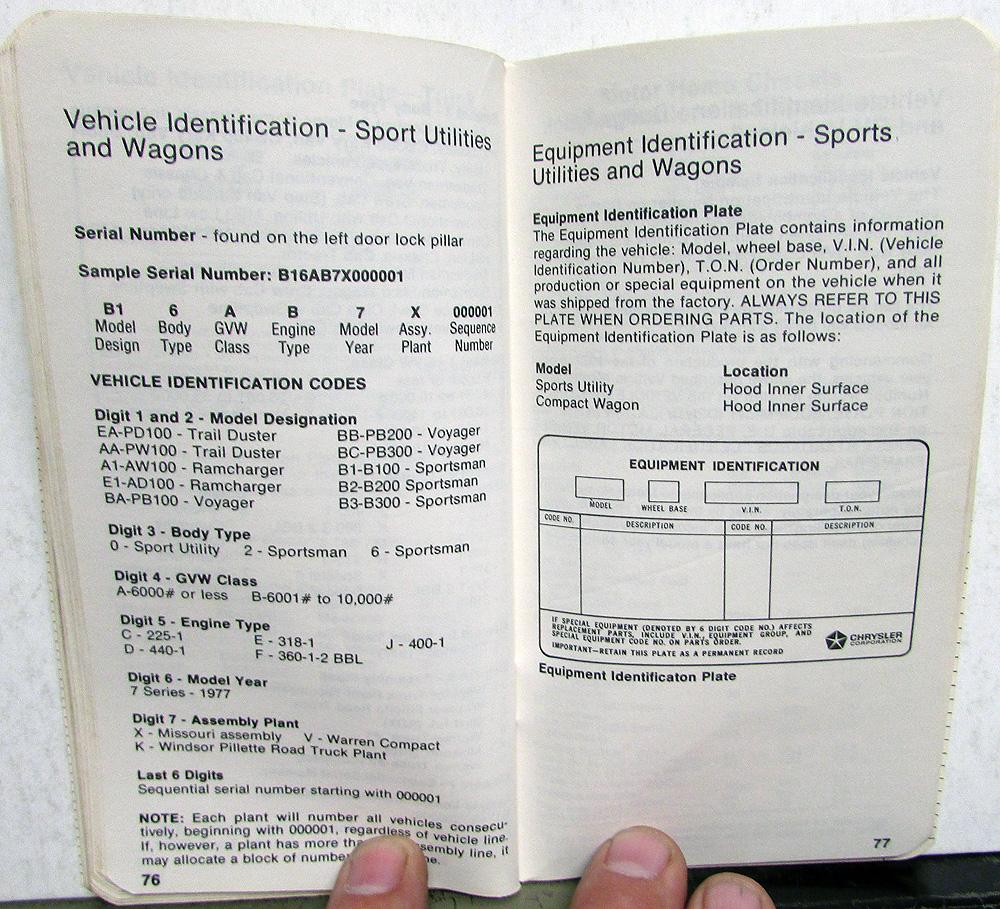 Vehicle Identification - Sport Utilities
and Wagons
Serial Number - found on the left door lock pillar
Sample Serial Number: B16AB7X000001
B1 6 A B 7 X 000001
Model Body GVW Engine Model Assy. Sequence
Design Type Class Type Year Plant Number
VEHICLE IDENTIFICATION CODES
Digit 1 and 2 - Model Designation
EA-PD100 - Trail Duster BB-PB200 - Voyager
AA-PW100 - Trail Duster BC-PB300 - Voyager
A1-AW100 - Ramcharger B1-B100 - Sportsman
E1-AD100 - Ramcharger B2-B200 Sportsman
BA-PB100 - Voyager B3-B300 - Sportsman
Digit 3 - Body Type
0 - Sport Utility 2 - Sportsman 6 - Sportsman
Digit 4 - GVW Class
A-6000# or less B-6001# to 10,000#
Digit 5 - Engine Type
C - 225-1 E - 318-1 J - 400-1
D - 440-1 F - 360-1-2 BBL
Digit 6 - Model Year
7 Series - 1977
Digit 7 - Assembly Plant
X - Missouri assembly V - Warren Compact
K - Windsor Pillette Road Truck Plant
Last 6 Digits
Sequential serial number starting with 000001
NOTE: Each plant will number all vehicles consecu-
tively, beginning with 000001, regardless of vehicle line.
If, however, a plant has more line, it
may allocate a block of
76
Equipment Identification - Sports,
Utilities and Wagons
Equipment Identification Plate
The Equipment Identification Plate contains information
regarding the vehicle: Model, wheel base, V.I.N. (Vehicle
Identification Number), T.O.N. (Order Number), and all
production or special equipment on the vehicle when it
was shipped from the factory. ALWAYS REFER TO THIS
PLATE WHEN ORDERING PARTS. The location of the
Equipment Identification Plate is as follows:
Model Location
Sports Utility Hood Inner Surface
Compact Wagon Hood Inner Surface
EQUIPMENT IDENTIFICATION
MODEL WHEEL BASE V.I.N. T.O.N.
CODE NO. DESCRIPTION CODE NO. DESCRIPTION
IF SPECIAL EQUIPMENT (DENOTED BY 6 DIGIT CODE NO.) AFFECTS
REPLACEMENT PARTS, INCLUDE V.I.N., EQUIPMENT GROUP, AND
SPECIAL EQUIPMENT CODE NO. ON PARTS ORDER.
IMPORTANT—RETAIN THIS PLATE AS A PERMANENT RECORD
CHRYSLER
CORPORATION
Equipment Identificaton Plate
77